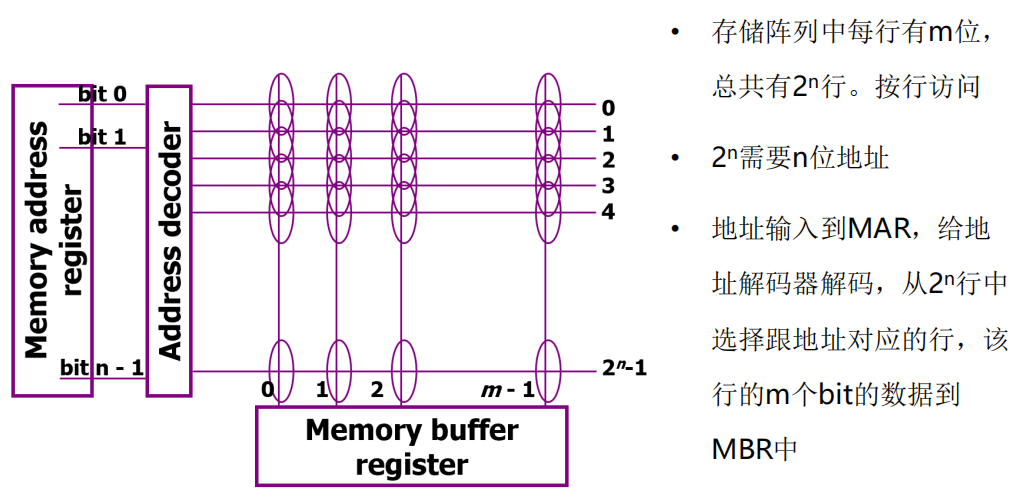 bit 0
bit 1
bit n - 1
Memory address
register
Address decoder
0
1
2
3
4
2ⁿ-1
0 1 2 m - 1
Memory buffer
register
• 存储阵列中每行有m位，
总共有2ⁿ行。按行访问
• 2ⁿ需要n位地址
• 地址输入到MAR，给地
址解码器解码，从2ⁿ行中
选择跟地址对应的行，该
行的m个bit的数据到
MBR中